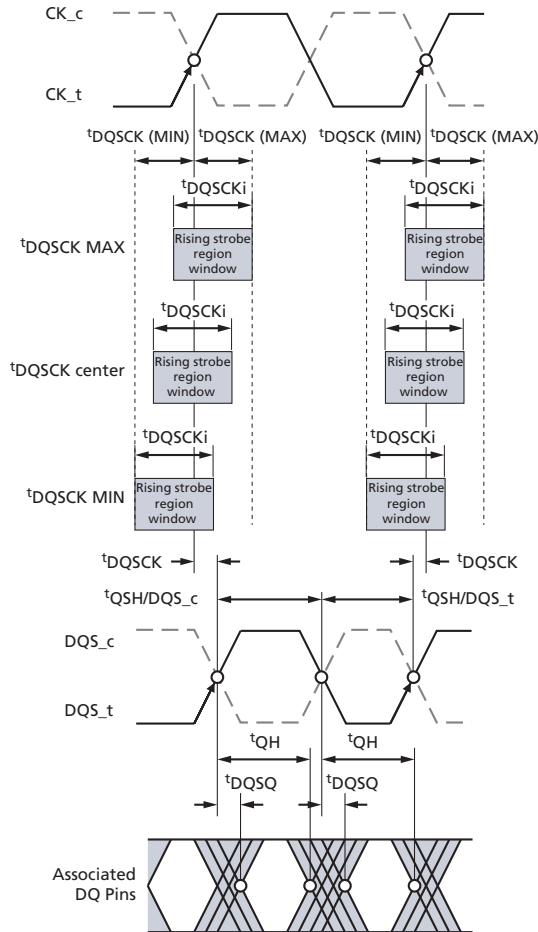 CK_c
CK_t
tDQSCK (MIN) tDQSCK (MAX) tDQSCK (MIN) tDQSCK (MAX)
tDQSCKi tDQSCKi
tDQSCK MAX
Rising strobe
region
window
Rising strobe
region
window
tDQSCKi tDQSCKi
tDQSCK center
Rising strobe
region
window
Rising strobe
region
window
tDQSCKi tDQSCKi
tDQSCK MIN
Rising strobe
region
window
Rising strobe
region
window
tDQSCK tDQSCK
tQSH/DQS_c tQSH/DQS_t
DQS_c
DQS_t
tQH tQH
tDQSQ tDQSQ
Associated
DQ Pins